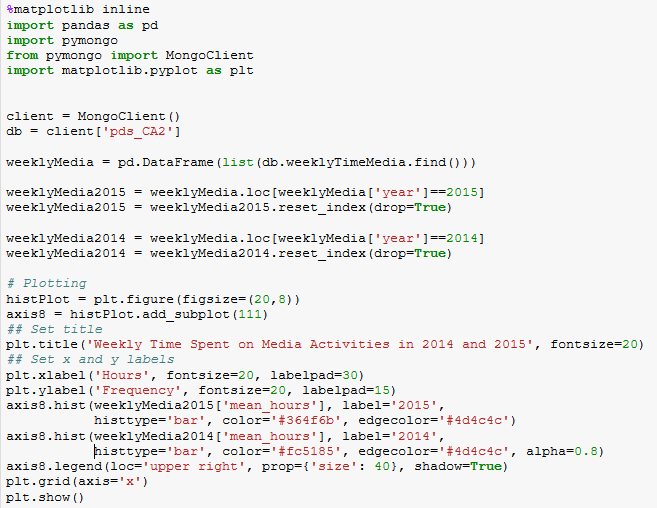 %matplotlib inline
import pandas as pd
import pymongo
from pymongo import MongoClient
import matplotlib.pyplot as plt
client = MongoClient()
db = client['pds_CA2']
weeklyMedia = pd.DataFrame(list(db.weeklyTimeMedia.find()))
weeklyMedia2015 = weeklyMedia.loc[weeklyMedia['year']==2015]
weeklyMedia2015 = weeklyMedia2015.reset_index(drop=True)
weeklyMedia2014 = weeklyMedia.loc[weeklyMedia['year']==2014]
weeklyMedia2014 = weeklyMedia2014.reset_index(drop=True)
# Plotting
histPlot = plt.figure(figsize=(20,8))
axis8 = histPlot.add_subplot(111)
## Set title
plt.title('Weekly Time Spent on Media Activities in 2014 and 2015', fontsize=20)
## Set x and y labels
plt.xlabel('Hours', fontsize=20, labelpad=30)
plt.ylabel('Frequency', fontsize=20, labelpad=15)
axis8.hist(weeklyMedia2015['mean_hours'], label='2015',
histtype='bar', color='#364f6b', edgecolor='#4d4c4c')
axis8.hist(weeklyMedia2014['mean_hours'], label='2014',
histtype='bar', color='#fc5185', edgecolor='#4d4c4c', alpha=0.8)
axis8.legend(loc='upper right', prop={'size': 40}, shadow=True)
plt.grid(axis='x')
plt.show()